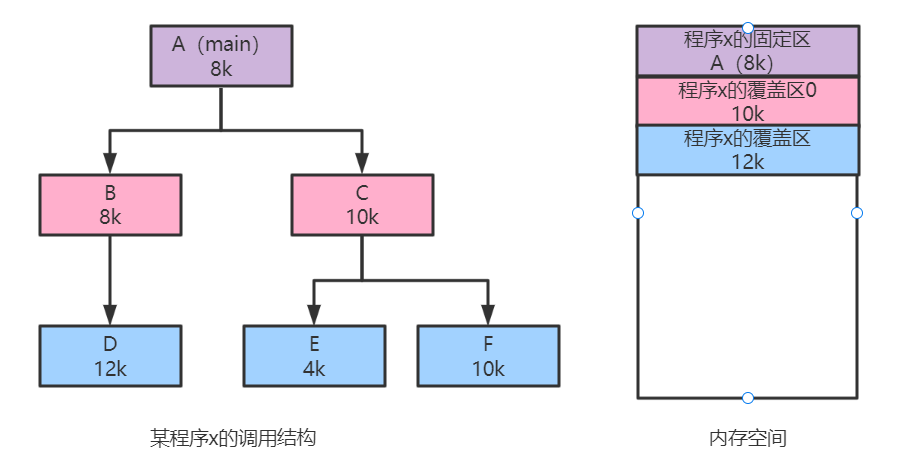 A（main）
8k
B
8k
C
10k
D
12k
E
4k
F
10k
某程序x的调用结构
程序x的固定区
A（8k）
程序x的覆盖区0
10k
程序x的覆盖区
12k
内存空间